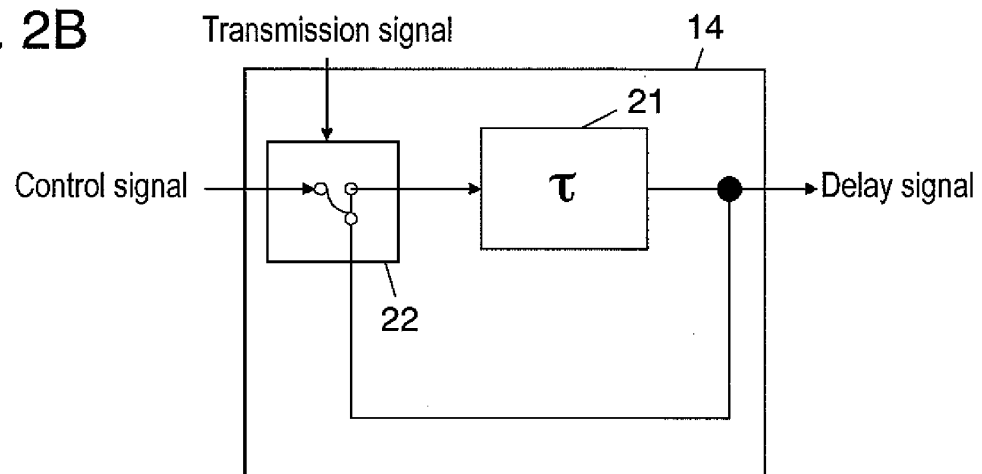 . 2B
Transmission signal
14
21
Control signal
τ
Delay signal
22